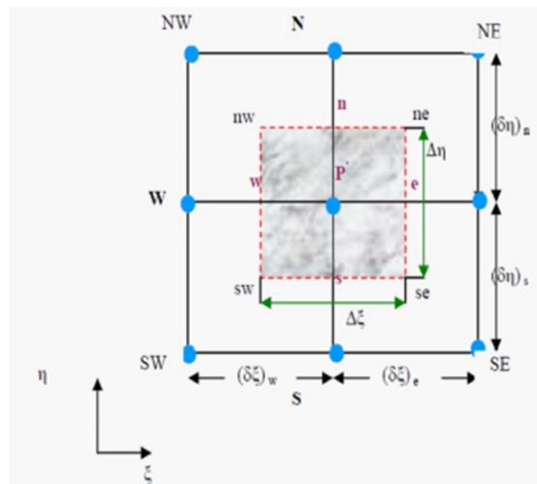 NW N NE
n
nw ne
(δη)ₙ
Δη
w P e
W
s
sw se
(δη)ₛ
Δξ
SW (δξ)w (δξ)ₑ SE
S
η
ξ